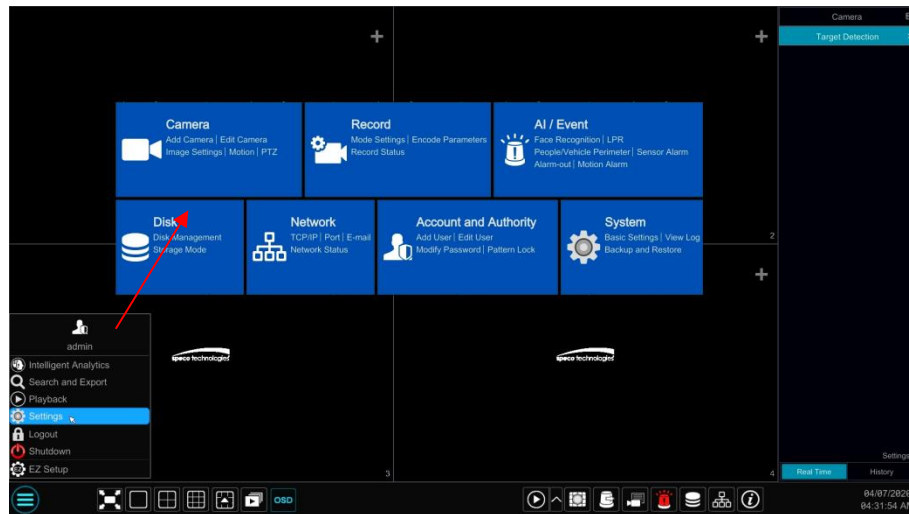 Camera
Target Detection
Camera
Add Camera | Edit Camera
Image Settings | Motion | PTZ
Record
Mode Settings | Encode Parameters
Record Status
AI / Event
Face Recognition | LPR
People/Vehicle Perimeter | Sensor Alarm
Alarm-out | Motion Alarm
Disk
Disk Management
Storage Mode
Network
TCP/IP | Port | E-mail
Network Status
Account and Authority
Add User | Edit User
Modify Password | Pattern Lock
System
Basic Settings | View Log
Backup and Restore
2
admin
Intelligent Analytics
Search and Export
Playback
Settings
Logout
Shutdown
EZ Setup
speco technologies
speco technologies
3
4
Settings
Real Time
History
OSD
04/07/2020
04:31:54 AM